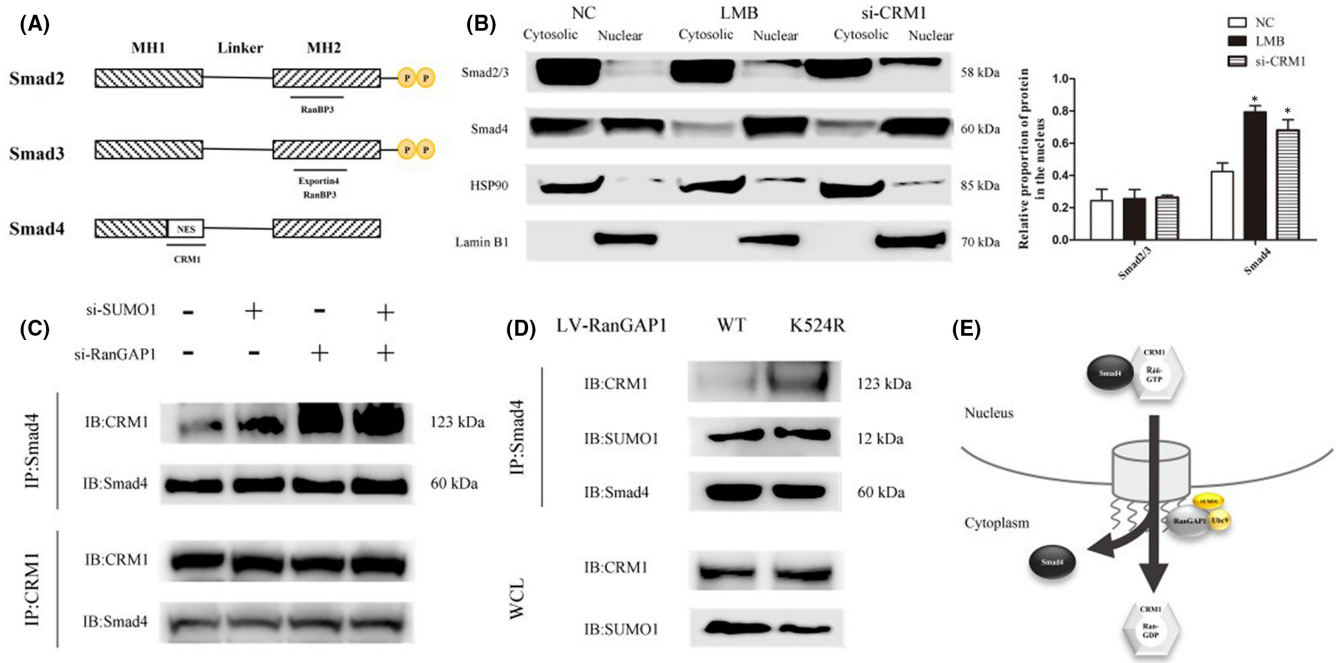 (A)
MH1 Linker MH2
Smad2
P P
RanBP3
Smad3
P P
Exportin4
RanBP3
Smad4
NES
CRM1
(B)
NC LMB si-CRM1
Cytosolic Nuclear Cytosolic Nuclear Cytosolic Nuclear
Smad2/3 58 kDa
Smad4 60 kDa
HSP90 85 kDa
Lamin B1 70 kDa
NC
LMB
si-CRM1
Relative proportion of protein
in the nucleus
1.0
0.8
0.6
0.4
0.2
0.0
* *
Smad2/3 Smad4
(C)
si-SUMO1 - + - +
si-RanGAP1 - - + +
IP:Smad4
IB:CRM1 123 kDa
IB:Smad4 60 kDa
IP:CRM1
IB:CRM1
IB:Smad4
(D)
LV-RanGAP1 WT K524R
IP:Smad4
IB:CRM1 123 kDa
IB:SUMO1 12 kDa
IB:Smad4 60 kDa
WCL
IB:CRM1
IB:SUMO1
(E)
CRM1
Smad4
GTP
Nucleus
Cytoplasm
RanGAP1 Ubc9
Smad4
CRM1
Ran-
GDP